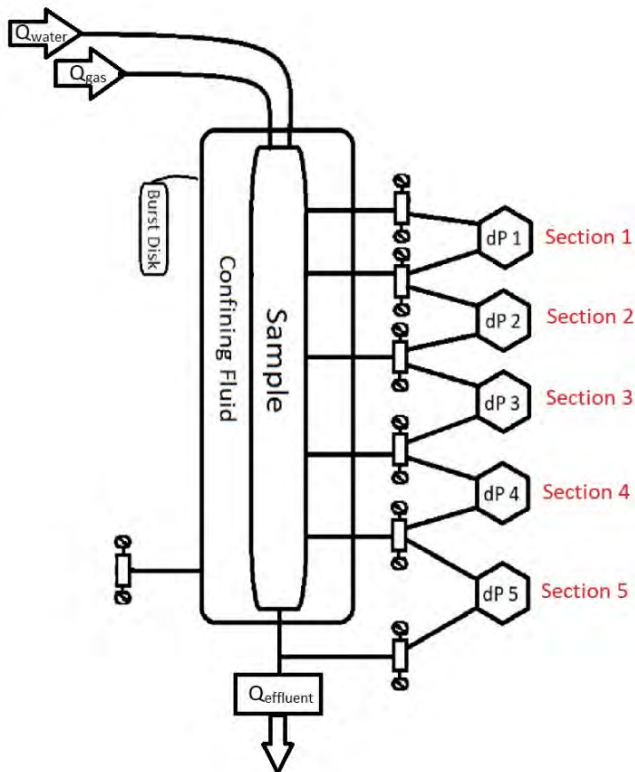 Qwater
Qgas
Burst Disk
Confining Fluid
Sample
dP 1
Section 1
dP 2
Section 2
dP 3
Section 3
dP 4
Section 4
dP 5
Section 5
Qeffluent